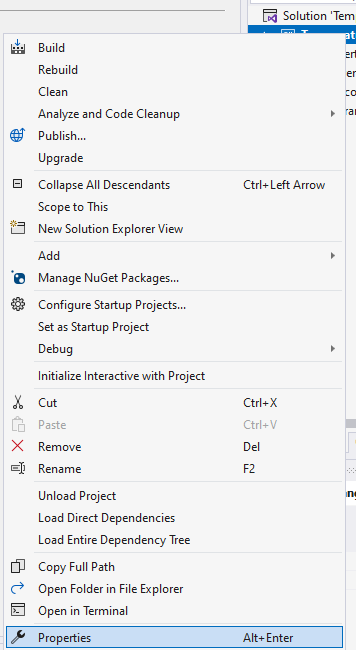 Solution 'Tem
Build
Rebuild
Clean
Analyze and Code Cleanup
Publish...
Upgrade
Collapse All Descendants Ctrl+Left Arrow
Scope to This
New Solution Explorer View
Add
Manage NuGet Packages...
Configure Startup Projects...
Set as Startup Project
Debug
Initialize Interactive with Project
Cut Ctrl+X
Paste Ctrl+V
Remove Del
Rename F2
Unload Project
Load Direct Dependencies
Load Entire Dependency Tree
Copy Full Path
Open Folder in File Explorer
Open in Terminal
Properties Alt+Enter